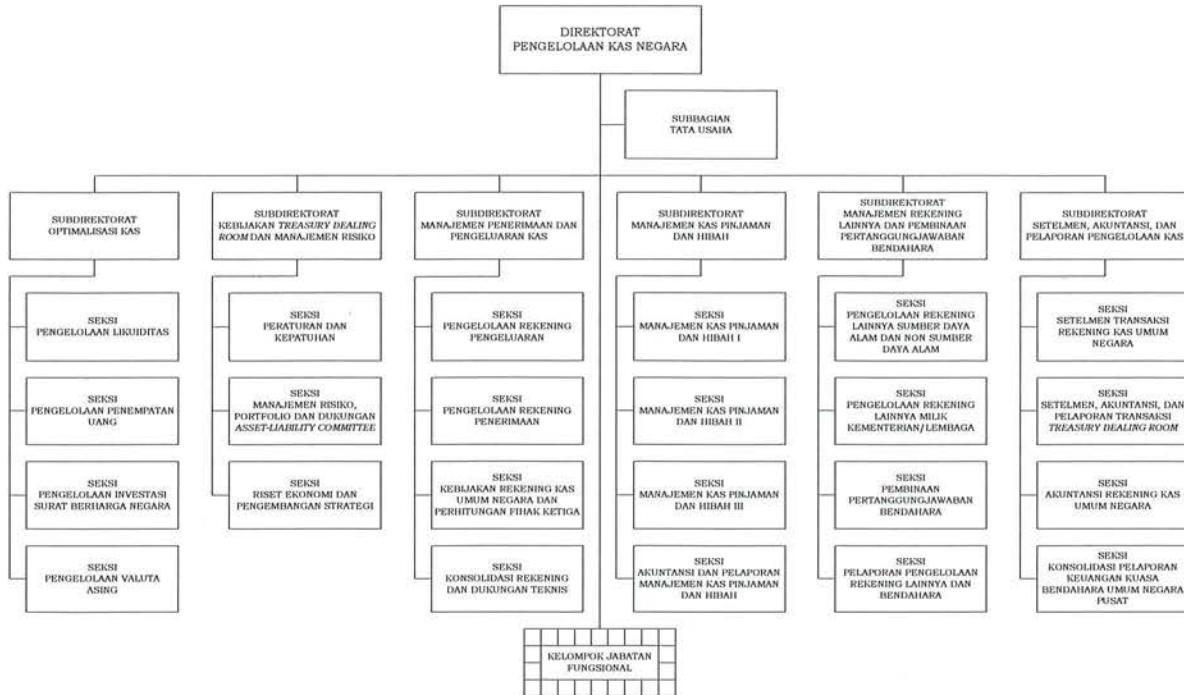 DIREKTORAT
PENGELOLAAN KAS NEGARA
SUBBAGIAN
TATA USAHA
SUBDIREKTORAT
OPTIMALISASI KAS
SEKSI
PENGELOLAAN LIKUIDITAS
SEKSI
PENGELOLAAN PENEMPATAN
UANG
SEKSI
PENGELOLAAN INVESTASI
SURAT BERHARGA NEGARA
SEKSI
PENGELOLAAN VALUTA
ASING
SUBDIREKTORAT
KEBIJAKAN TREASURY DEALING
ROOM DAN MANAJEMEN RISIKO
SEKSI
PERATURAN DAN
KEPATUHAN
SEKSI
MANAJEMEN RISIKO,
PORTFOLIO DAN DUKUNGAN
ASSET-LIABILITY COMMITTEE
SEKSI
RISET EKONOMI DAN
PENGEMBANGAN STRATEGI
SUBDIREKTORAT
MANAJEMEN PENERIMAAN DAN
PENGELUARAN KAS
SEKSI
PENGELOLAAN REKENING
PENGELUARAN
SEKSI
PENGELOLAAN REKENING
PENERIMAAN
SEKSI
KEBIJAKAN REKENING KAS
UMUM NEGARA DAN
PERHITUNGAN FIHAK KETIGA
SEKSI
KONSOLIDASI REKENING
DAN DUKUNGAN TEKNIS
SUBDIREKTORAT
MANAJEMEN KAS PINJAMAN
DAN HIBAH
SEKSI
MANAJEMEN KAS PINJAMAN
DAN HIBAH I
SEKSI
MANAJEMEN KAS PINJAMAN
DAN HIBAH II
SEKSI
MANAJEMEN KAS PINJAMAN
DAN HIBAH III
SEKSI
AKUNTANSI DAN PELAPORAN
MANAJEMEN KAS PINJAMAN
DAN HIBAH
SUBDIREKTORAT
MANAJEMEN REKENING
LAINNYA DAN PEMBINAAN
PERTANGGUNGJAWABAN
BENDAHARA
SEKSI
PENGELOLAAN REKENING
LAINNYA SUMBER DAYA
ALAM DAN NON SUMBER
DAYA ALAM
SEKSI
PENGELOLAAN REKENING
LAINNYA MILIK
KEMENTERIAN/LEMBAGA
SEKSI
PEMBINAAN
PERTANGGUNGJAWABAN
BENDAHARA
SEKSI
PELAPORAN PENGELOLAAN
REKENING LAINNYA DAN
BENDAHARA
SUBDIREKTORAT
SETELMEN, AKUNTANSI, DAN
PELAPORAN PENGELOLAAN KAS
SEKSI
SETELMEN TRANSAKSI
REKENING KAS UMUM
NEGARA
SEKSI
SETELMEN, AKUNTANSI, DAN
PELAPORAN TRANSAKSI
TREASURY DEALING ROOM
SEKSI
AKUNTANSI REKENING KAS
UMUM NEGARA
SEKSI
KONSOLIDASI PELAPORAN
KEUANGAN KUASA
BENDAHARA UMUM NEGARA
PUSAT
KELOMPOK JABATAN
FUNGSIONAL